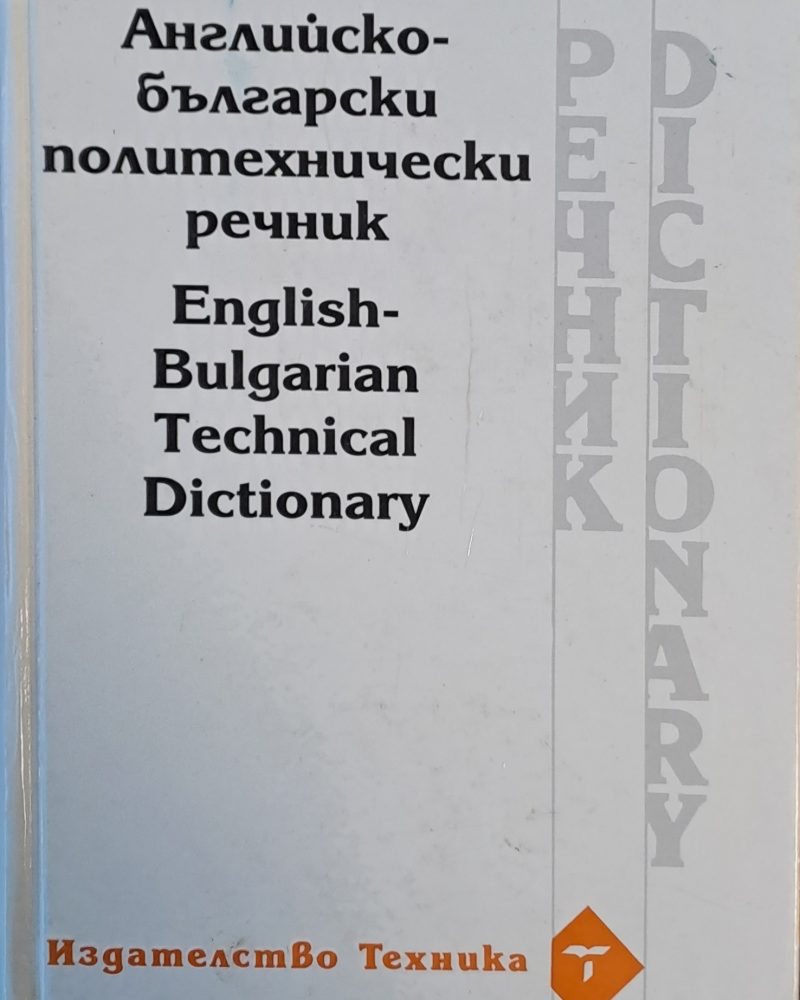 Английско-
български
политехнически
речник
English-
Bulgarian
Technical
Dictionary
РЕЧНИК
DICTIONARY
Издателство Техника